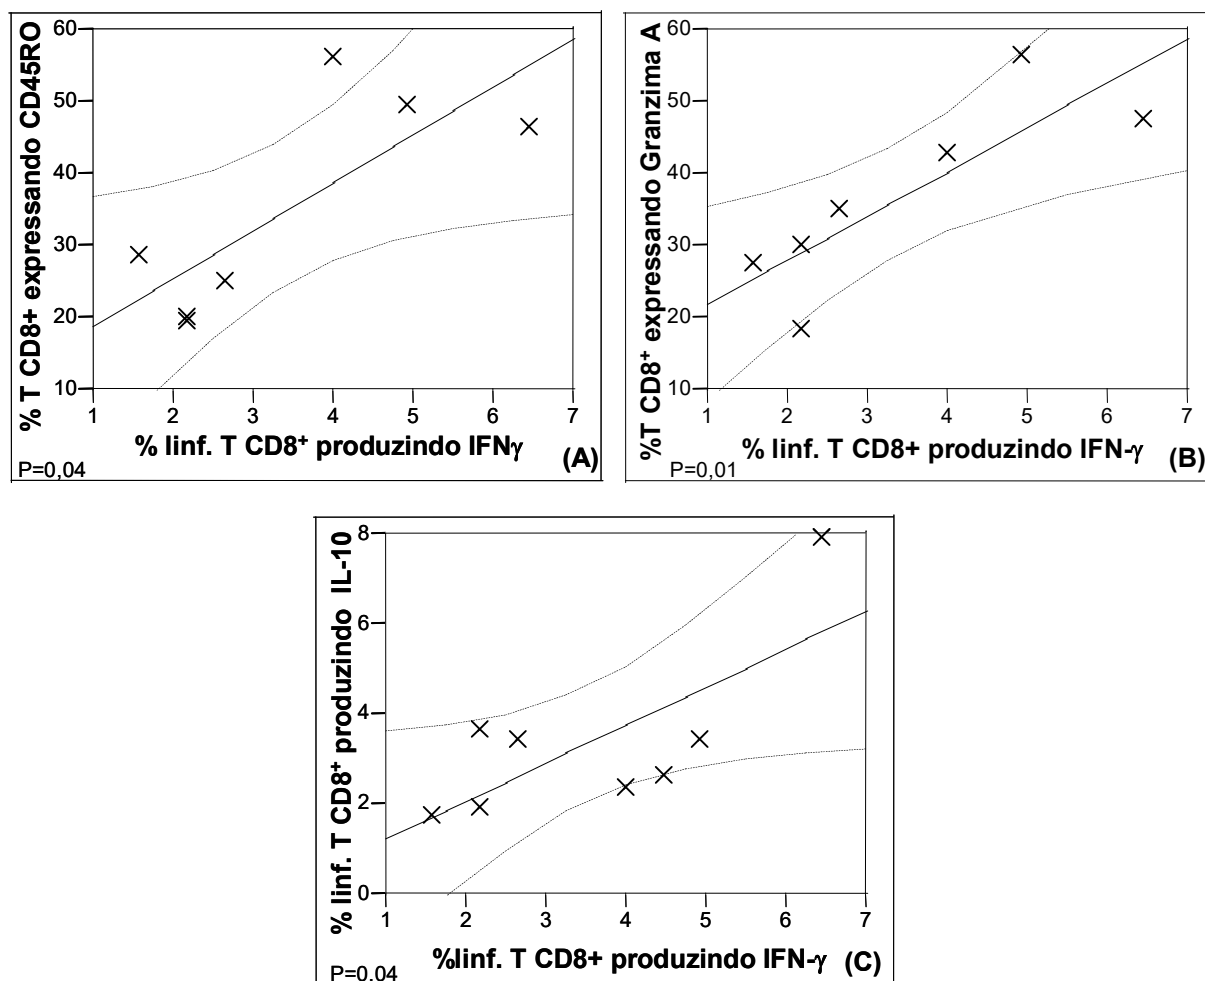 % T CD8+ expressando CD45RO
60
50
40
30
20
10
1 2 3 4 5 6 7
% linf. T CD8⁺ produzindo IFNγ
(A)
P=0,04
%T CD8⁺ expressando Granzima A
60
50
40
30
20
10
1 2 3 4 5 6 7
% linf. T CD8+ produzindo IFN-γ
(B)
P=0,01
% linf. T CD8⁺ produzindo IL-10
8
6
4
2
0
1 2 3 4 5 6 7
%linf. T CD8+ produzindo IFN-γ
(C)
P=0,04